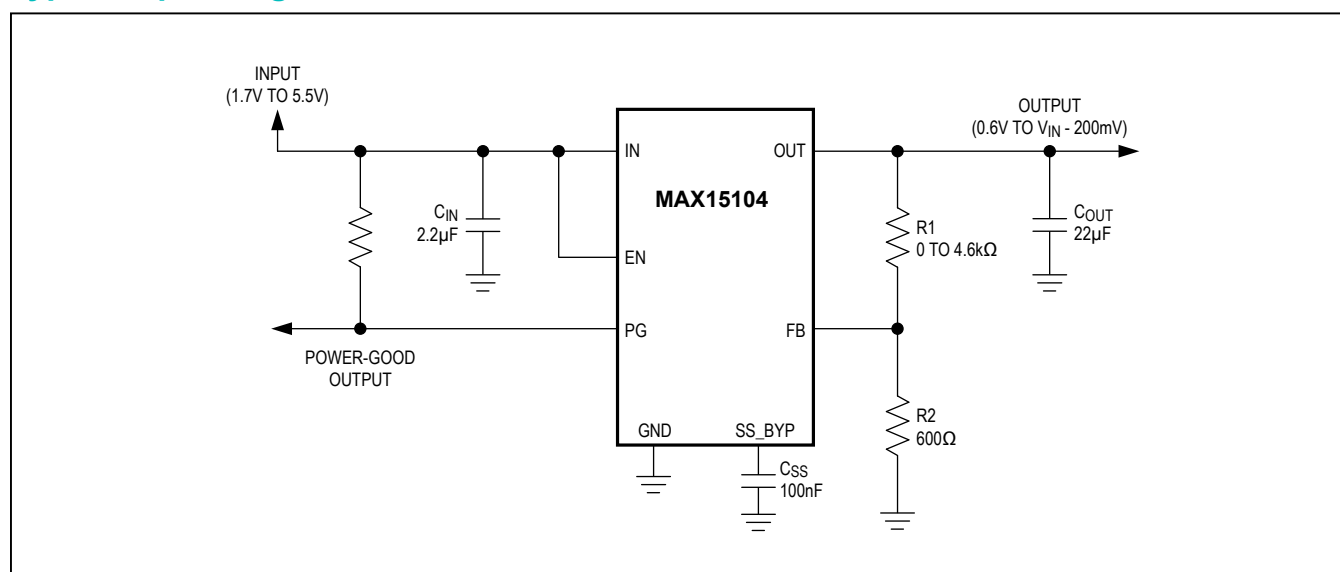 INPUT
(1.7V TO 5.5V)
OUTPUT
(0.6V TO VIN - 200mV)
IN
OUT
MAX15104
CIN
2.2µF
R1
0 TO 4.6kΩ
COUT
22µF
EN
PG
FB
POWER-GOOD
OUTPUT
R2
600Ω
GND
SS_BYP
CSS
100nF